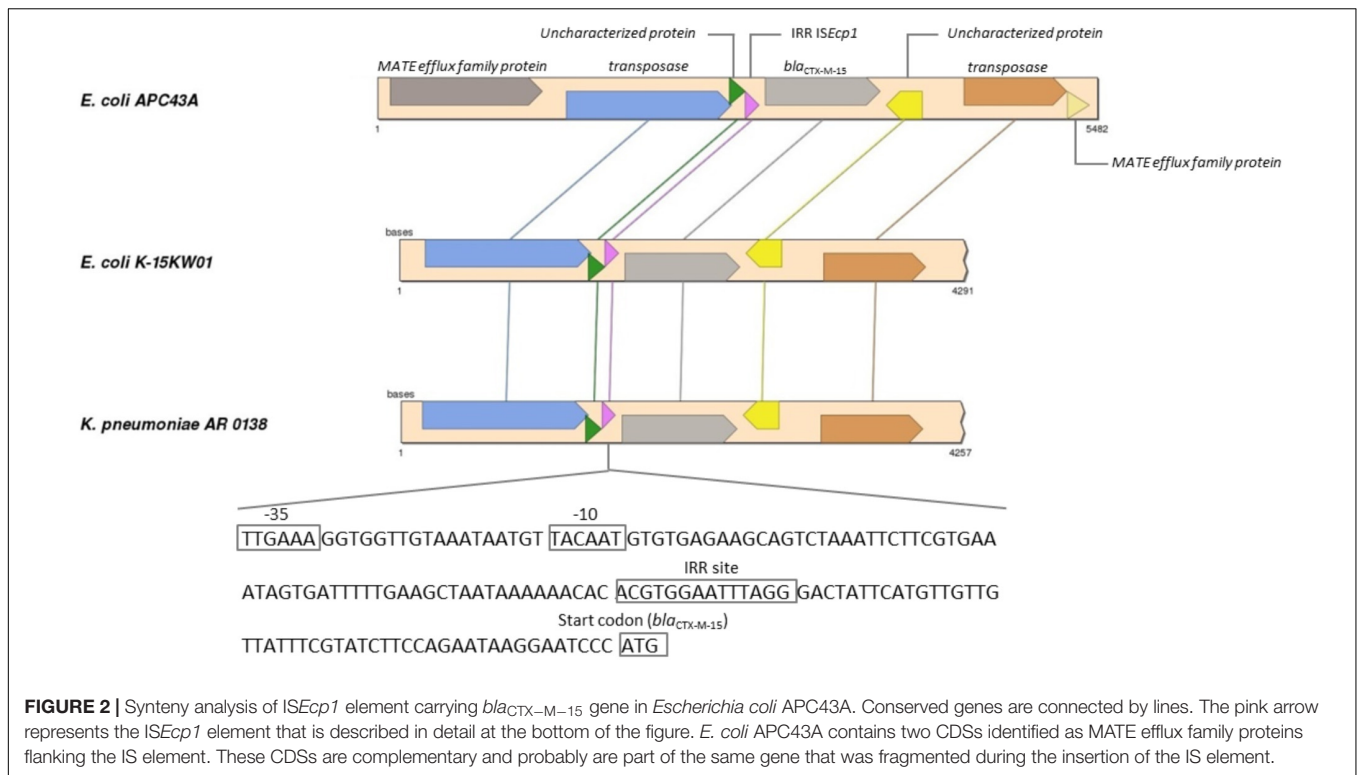 Uncharacterized protein
IRR ISEcp1
Uncharacterized protein
MATE efflux family protein
transposase
blaCTX-M-15
transposase
E. coli APC43A
1
5482
MATE efflux family protein
bases
E. coli K-15KW01
1
4291
bases
K. pneumoniae AR 0138
1
4257
-35
-10
TTGAAA GGTGGTTGTAAATAATGT TACAAT GTGTGAGAAGCAGTCTAAATTCTTCGTGAA
IRR site
ATAGTGATTTTTGAAGCTAATAAAAAACAC ACGTGGAATTTAGG GACTATTCATGTTGTTG
Start codon (blaCTX-M-15)
TTATTTCGTATCTTCCAGAATAAGGAATCCC ATG
FIGURE 2 | Synteny analysis of ISEcp1 element carrying blaCTX−M−15 gene in Escherichia coli APC43A. Conserved genes are connected by lines. The pink arrow
represents the ISEcp1 element that is described in detail at the bottom of the figure. E. coli APC43A contains two CDSs identified as MATE efflux family proteins
flanking the IS element. These CDSs are complementary and probably are part of the same gene that was fragmented during the insertion of the IS element.